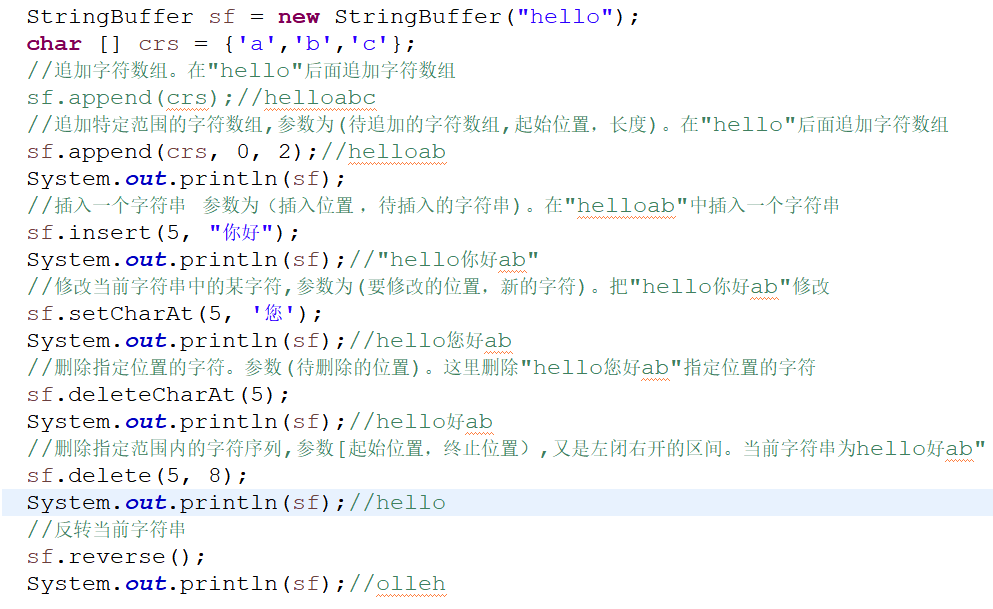 StringBuffer sf = new StringBuffer("hello");
char [] crs = {'a','b','c'};
//追加字符数组。在"hello"后面追加字符数组
sf.append(crs);//helloabc
//追加特定范围的字符数组,参数为(待追加的字符数组,起始位置，长度)。在"hello"后面追加字符数组
sf.append(crs, 0, 2);//helloab
System.out.println(sf);
//插入一个字符串  参数为（插入位置 ，待插入的字符串)。在"helloab"中插入一个字符串
sf.insert(5, "你好");
System.out.println(sf);//"hello你好ab"
//修改当前字符串中的某字符,参数为(要修改的位置，新的字符)。把"hello你好ab"修改
sf.setCharAt(5, '您');
System.out.println(sf);//hello您好ab
//删除指定位置的字符。参数(待删除的位置)。这里删除"hello您好ab"指定位置的字符
sf.deleteCharAt(5);
System.out.println(sf);//hello好ab
//删除指定范围内的字符序列,参数[起始位置，终止位置）,又是左闭右开的区间。当前字符串为hello好ab"
sf.delete(5, 8);
System.out.println(sf);//hello
//反转当前字符串
sf.reverse();
System.out.println(sf);//olleh